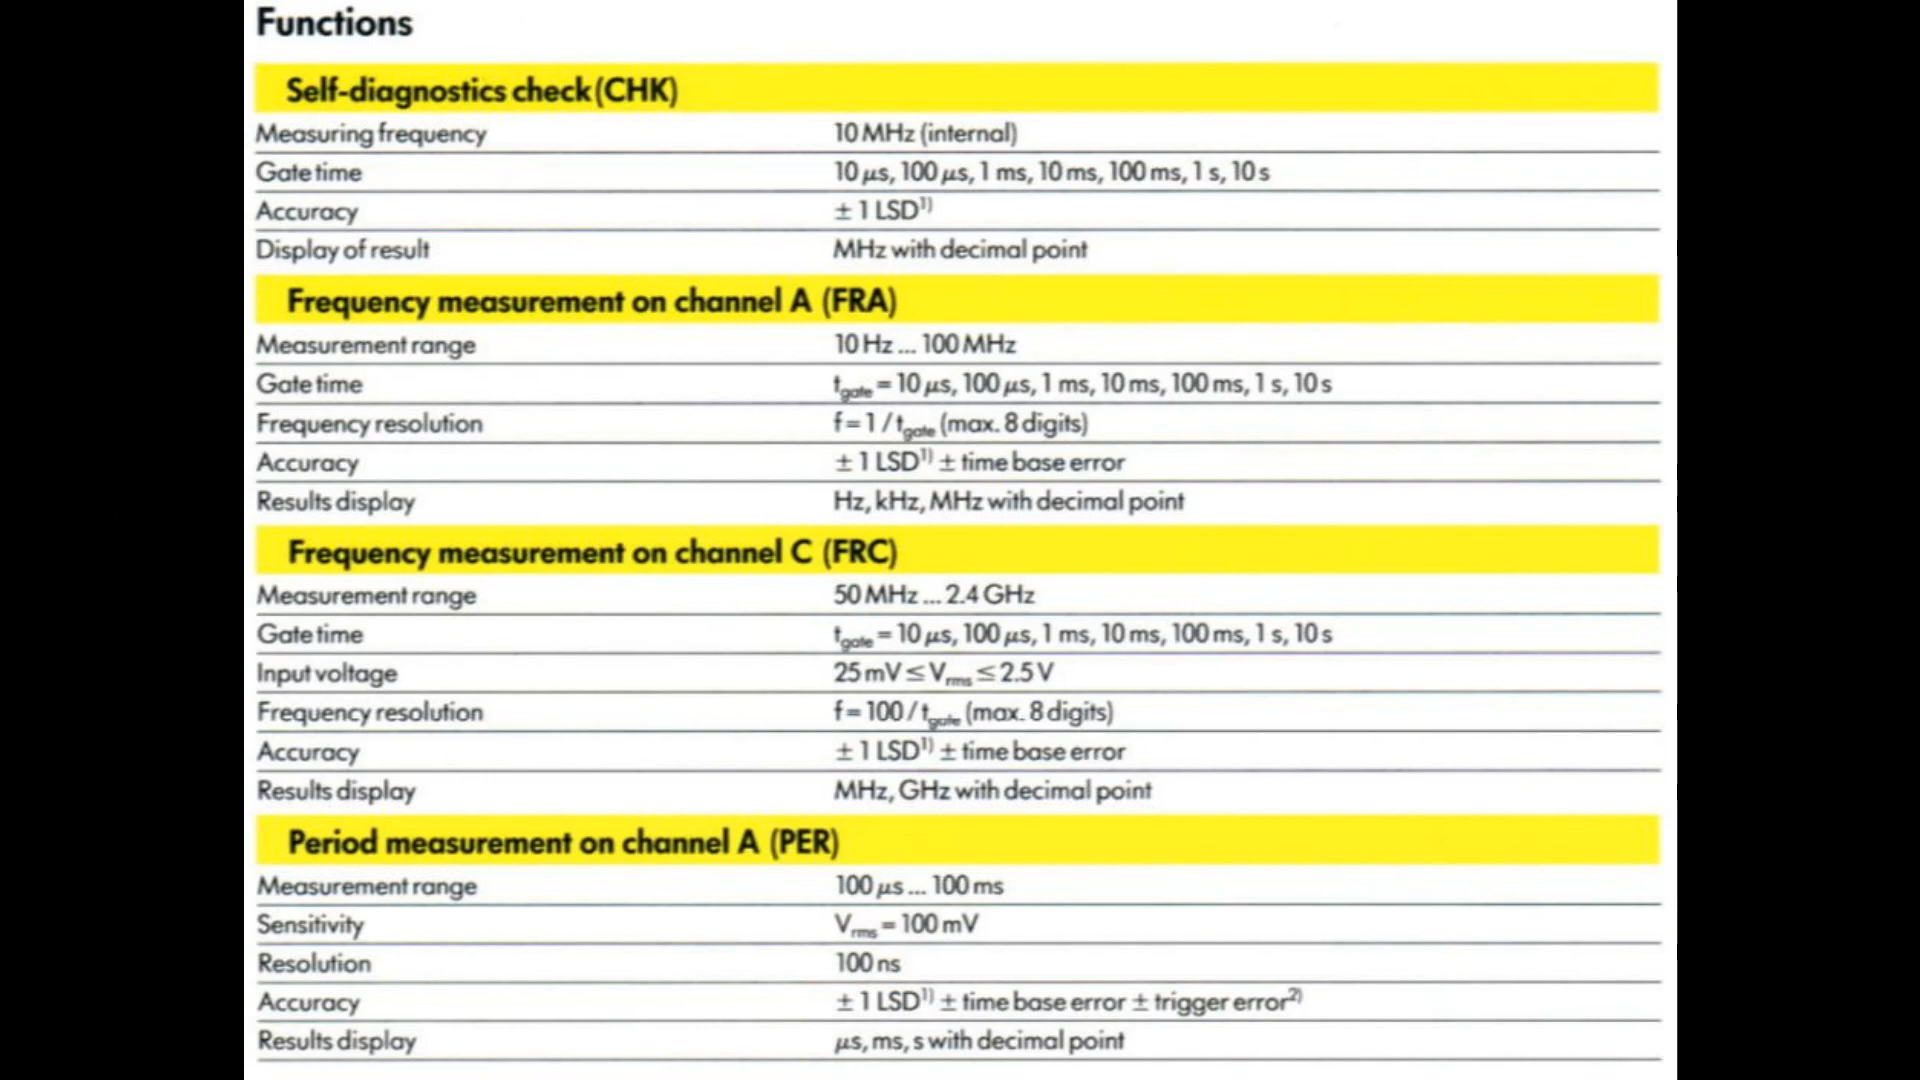 Functions
Self-diagnostics check (CHK)
Measuring frequency 10 MHz (internal)
Gate time 10 µs, 100 µs, 1 ms, 10 ms, 100 ms, 1 s, 10 s
Accuracy ± 1 LSD1)
Display of result MHz with decimal point
Frequency measurement on channel A (FRA)
Measurement range 10 Hz ... 100 MHz
Gate time tgate = 10 µs, 100 µs, 1 ms, 10 ms, 100 ms, 1 s, 10 s
Frequency resolution f = 1 / tgate (max. 8 digits)
Accuracy ± 1 LSD1) ± time base error
Results display Hz, kHz, MHz with decimal point
Frequency measurement on channel C (FRC)
Measurement range 50 MHz ... 2.4 GHz
Gate time tgate = 10 µs, 100 µs, 1 ms, 10 ms, 100 ms, 1 s, 10 s
Input voltage 25 mV ≤ Vrms ≤ 2.5 V
Frequency resolution f = 100 / tgate (max. 8 digits)
Accuracy ± 1 LSD1) ± time base error
Results display MHz, GHz with decimal point
Period measurement on channel A (PER)
Measurement range 100 µs ... 100 ms
Sensitivity Vrms = 100 mV
Resolution 100 ns
Accuracy ± 1 LSD1) ± time base error ± trigger error2)
Results display µs, ms, s with decimal point